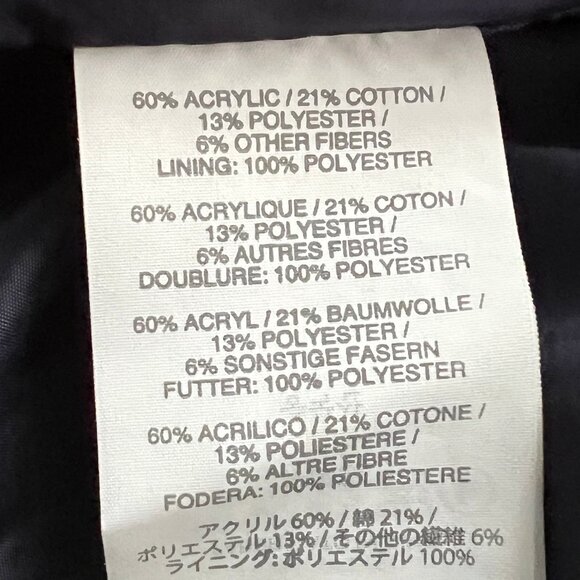 60% ACRYLIC / 21% COTTON /
13% POLYESTER /
6% OTHER FIBERS
LINING: 100% POLYESTER
60% ACRYLIQUE / 21% COTON /
13% POLYESTER /
6% AUTRES FIBRES
DOUBLURE: 100% POLYESTER
60% ACRYL / 21% BAUMWOLLE /
13% POLYESTER /
6% SONSTIGE FASERN
FUTTER: 100% POLYESTER
60% ACRILICO / 21% COTONE /
13% POLIESTERE /
6% ALTRE FIBRE
FODERA: 100% POLIESTERE
アクリル 60% / 綿 21% /
ポリエステル 13% / その他の繊維 6%
ライニング: ポリエステル 100%